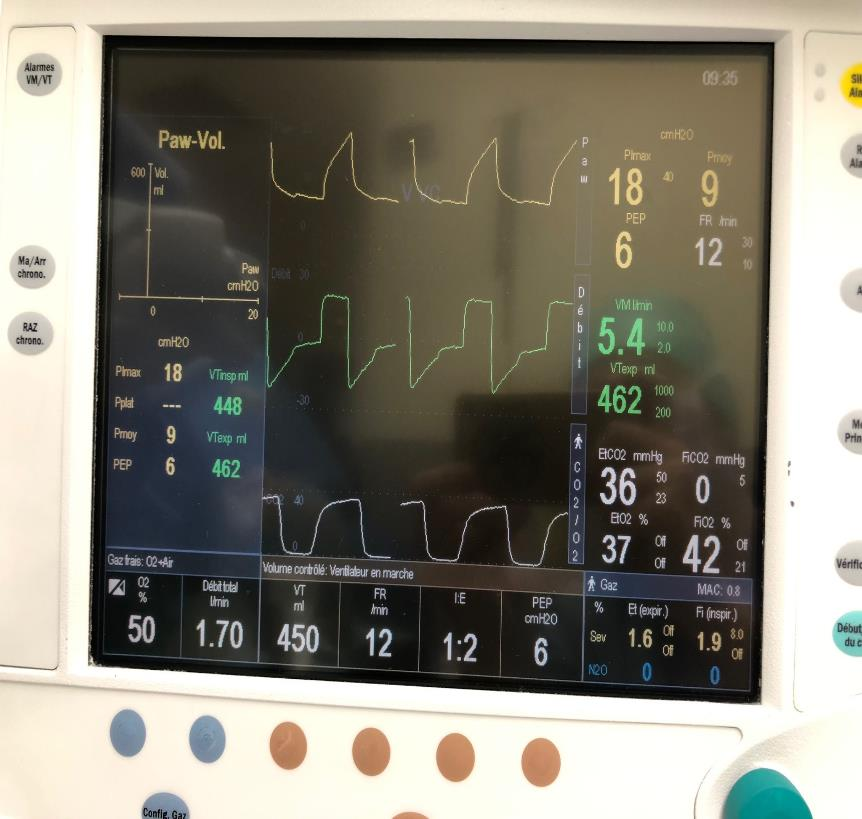 Alarmes
VM/VT
Ma/Arr
chrono.
RAZ
chrono.
09:35
Paw-Vol.
600 Vol.
ml
Paw
cmH2O
0 20
cmH2O
PImax 18 VTinsp ml
Pplat --- 448
Pmoy 9 VTexp ml
PEP 6 462
Paw
V VC
0
Débit 30
0
-30
Débit
CO2 40
0
CO2/O2
cmH2O
PImax Pmoy
18 40 9
PEP FR /min
6 12 30
10
VM l/min
5.4 10.0
2.0
VTexp ml
462 1000
200
EtCO2 mmHg FiCO2 mmHg
36 50 0 5
23
EtO2 % FiO2 %
37 Off 42 Off
Off 21
Gaz frais: O2+Air
Volume contrôlé: Ventilateur en marche
Gaz MAC: 0.8
O2
%
50
Débit total
l/min
1.70
VT
ml
450
FR
/min
12
I:E
1:2
PEP
cmH2O
6
% Et (expir.) Fi (inspir.)
Sev 1.6 Off 1.9 8.0
Off Off
N2O 0 0
Config. Gaz